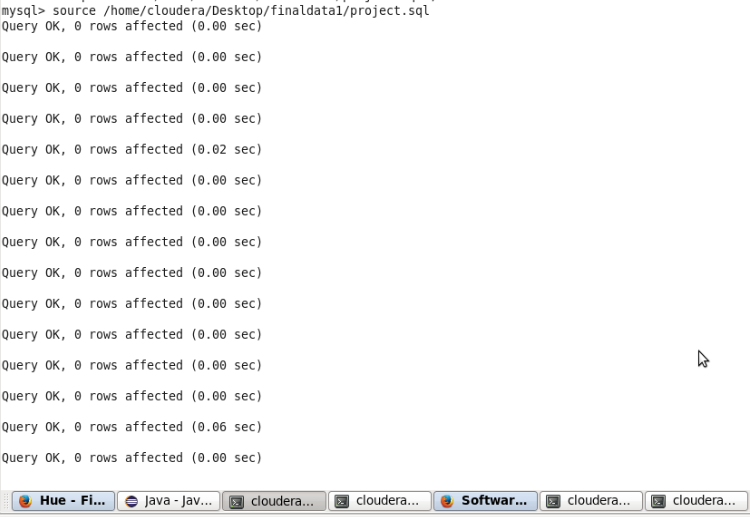 mysql> source /home/cloudera/Desktop/finaldata1/project.sql
Query OK, 0 rows affected (0.00 sec)
Query OK, 0 rows affected (0.00 sec)
Query OK, 0 rows affected (0.00 sec)
Query OK, 0 rows affected (0.00 sec)
Query OK, 0 rows affected (0.02 sec)
Query OK, 0 rows affected (0.00 sec)
Query OK, 0 rows affected (0.00 sec)
Query OK, 0 rows affected (0.00 sec)
Query OK, 0 rows affected (0.00 sec)
Query OK, 0 rows affected (0.00 sec)
Query OK, 0 rows affected (0.00 sec)
Query OK, 0 rows affected (0.00 sec)
Query OK, 0 rows affected (0.00 sec)
Query OK, 0 rows affected (0.06 sec)
Query OK, 0 rows affected (0.00 sec)
Hue - Fi... Java - Jav... cloudera... cloudera... Softwar... cloudera... cloudera...